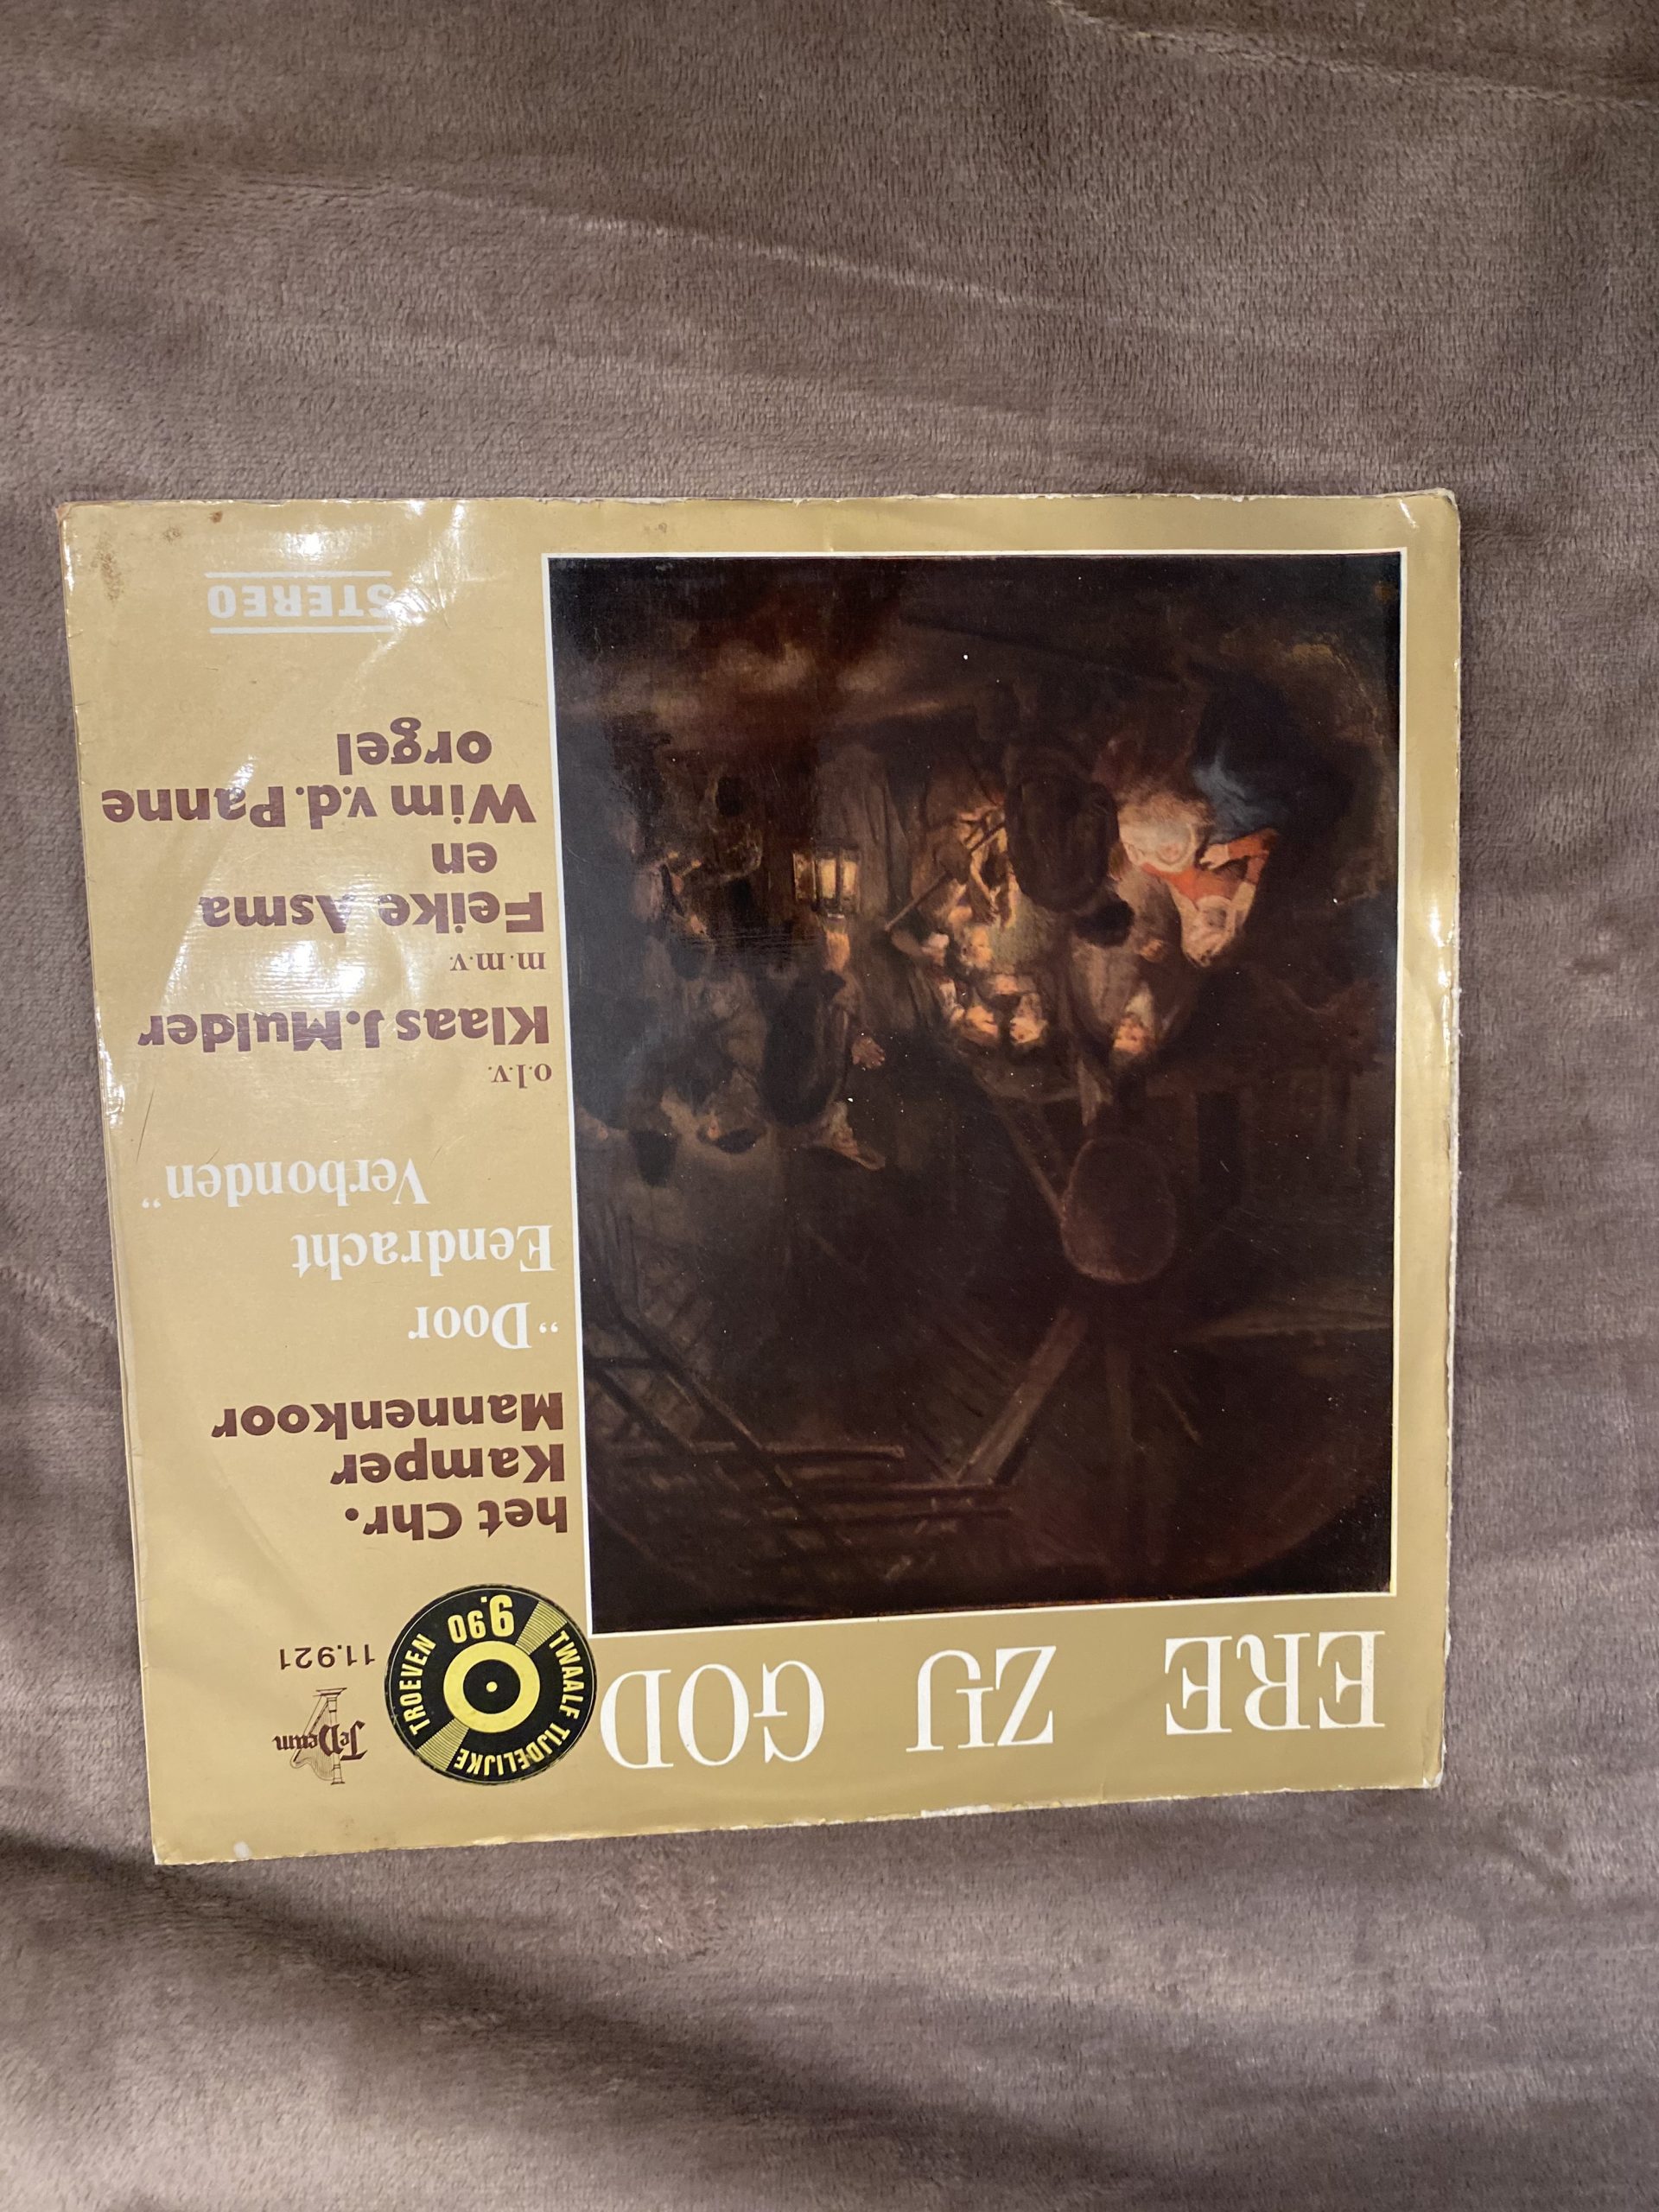 ERE ZIJ GOD
TWAALF TIJDELIJKE TROEVEN
9.90
TeDeum
11.921
het Chr.
Kamper
Mannenkoor
"Door
Eendracht
Verbonden"
o.l.v.
Klaas J. Mulder
m.m.v.
Feike Asma
en
Wim v.d. Panne
orgel
STEREO